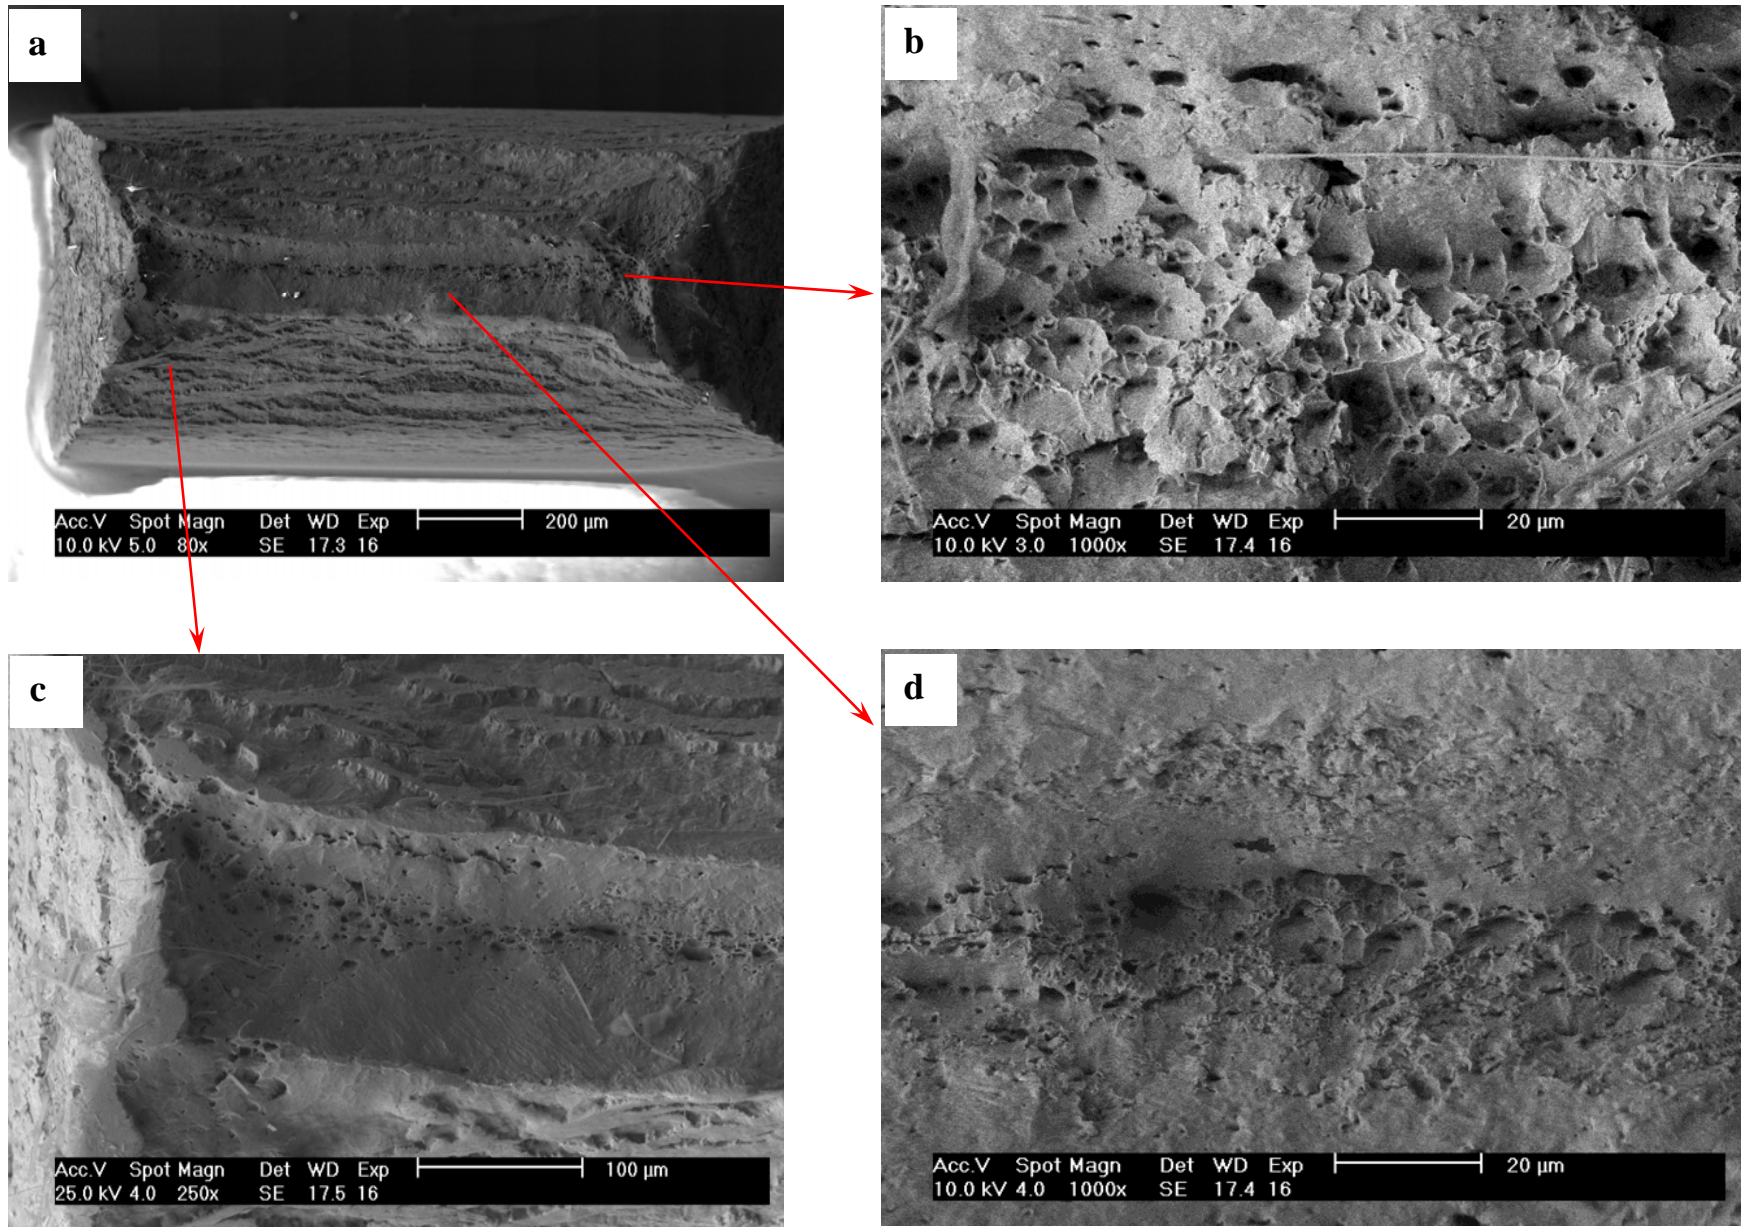 a
Acc.V Spot Magn Det WD Exp 200 µm
10.0 kV 5.0 80x SE 17.3 16
b
Acc.V Spot Magn Det WD Exp 20 µm
10.0 kV 3.0 1000x SE 17.4 16
c
Acc.V Spot Magn Det WD Exp 100 µm
25.0 kV 4.0 250x SE 17.5 16
d
Acc.V Spot Magn Det WD Exp 20 µm
10.0 kV 4.0 1000x SE 17.4 16